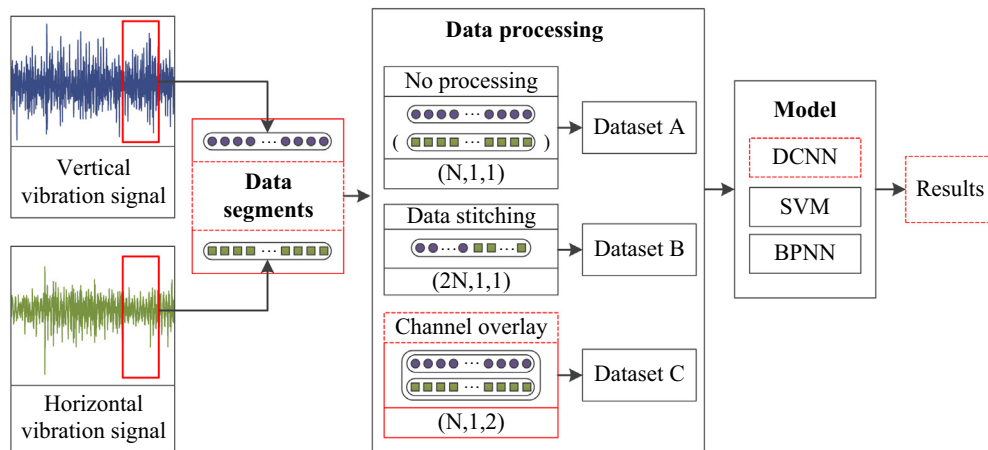 Vertical
vibration signal
Horizontal
vibration signal
Data
segments
Data processing
No processing
( )
(N,1,1)
Dataset A
Data stitching
(2N,1,1)
Dataset B
Channel overlay
(N,1,2)
Dataset C
Model
DCNN
SVM
BPNN
Results